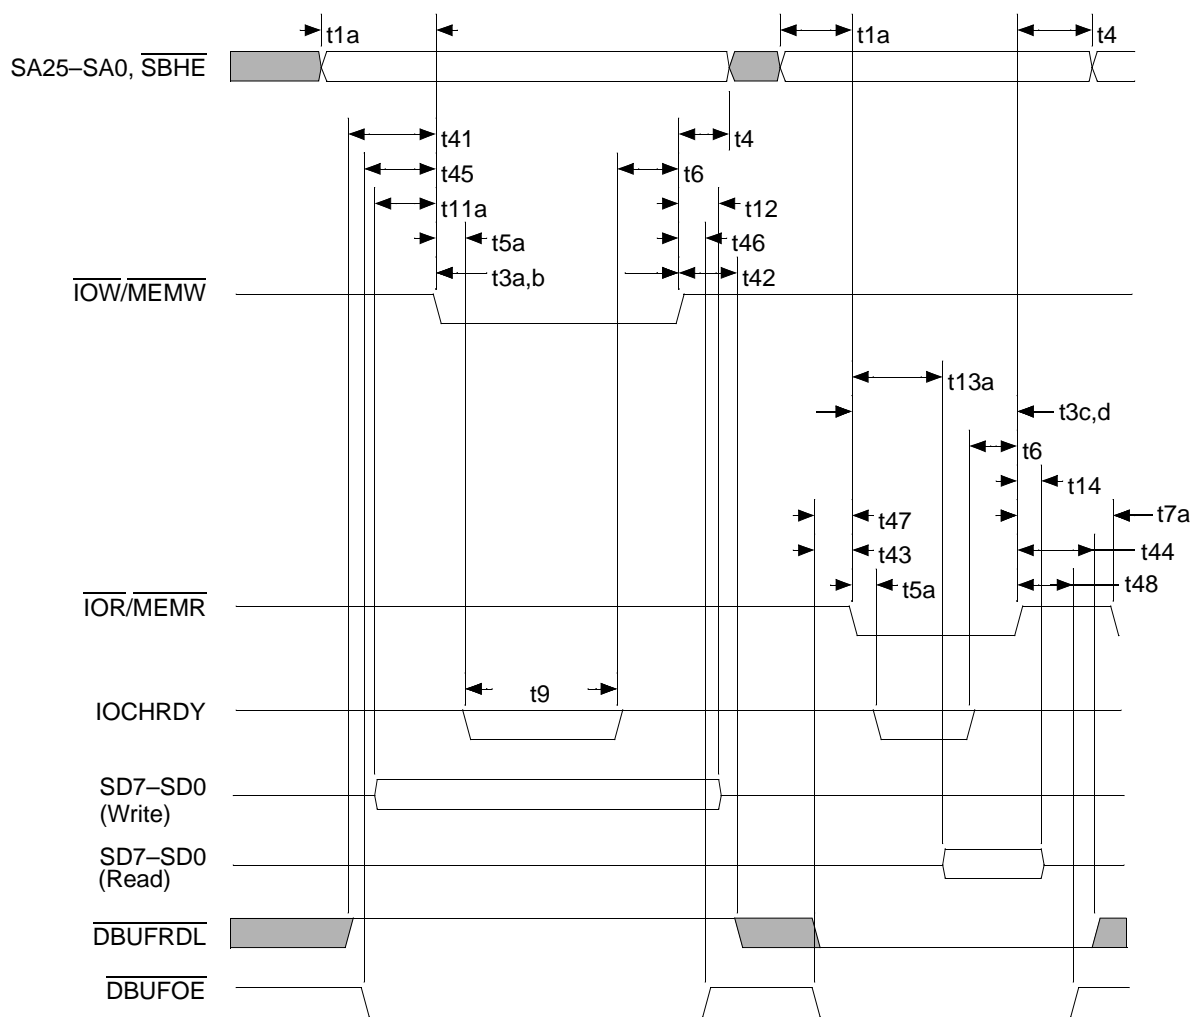 t1a t1a t4
SA25–SA0, SBHE
t41 t4
t45 t6
t11a t12
t5a t46
t3a,b t42
IOW/MEMW
t13a
t3c,d
t6
t14
t47 t7a
t43 t44
t5a t48
IOR/MEMR
t9
IOCHRDY
SD7–SD0
(Write)
SD7–SD0
(Read)
DBUFRDL
DBUFOE